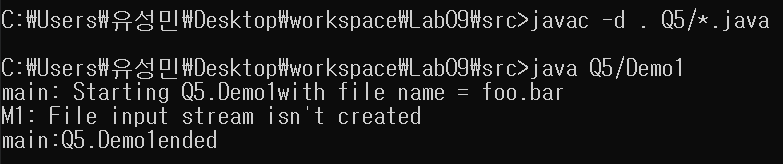 C:₩Users₩유성민₩Desktop₩workspace₩Lab09₩src>javac -d . Q5/*.java
C:₩Users₩유성민₩Desktop₩workspace₩Lab09₩src>java Q5/Demo1
main: Starting Q5.Demo1with file name = foo.bar
M1: File input stream isn't created
main:Q5.Demo1ended